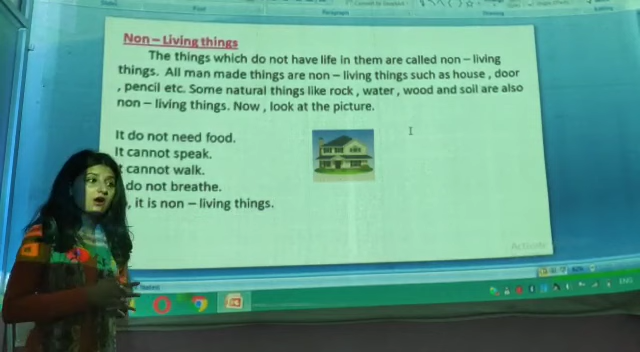 Non – Living things
The things which do not have life in them are called non – living
things. All man made things are non – living things such as house , door
, pencil etc. Some natural things like rock , water , wood and soil are also
non – living things. Now , look at the picture.
It do not need food.
It cannot speak.
t cannot walk.
do not breathe.
, it is non – living things.
ENG